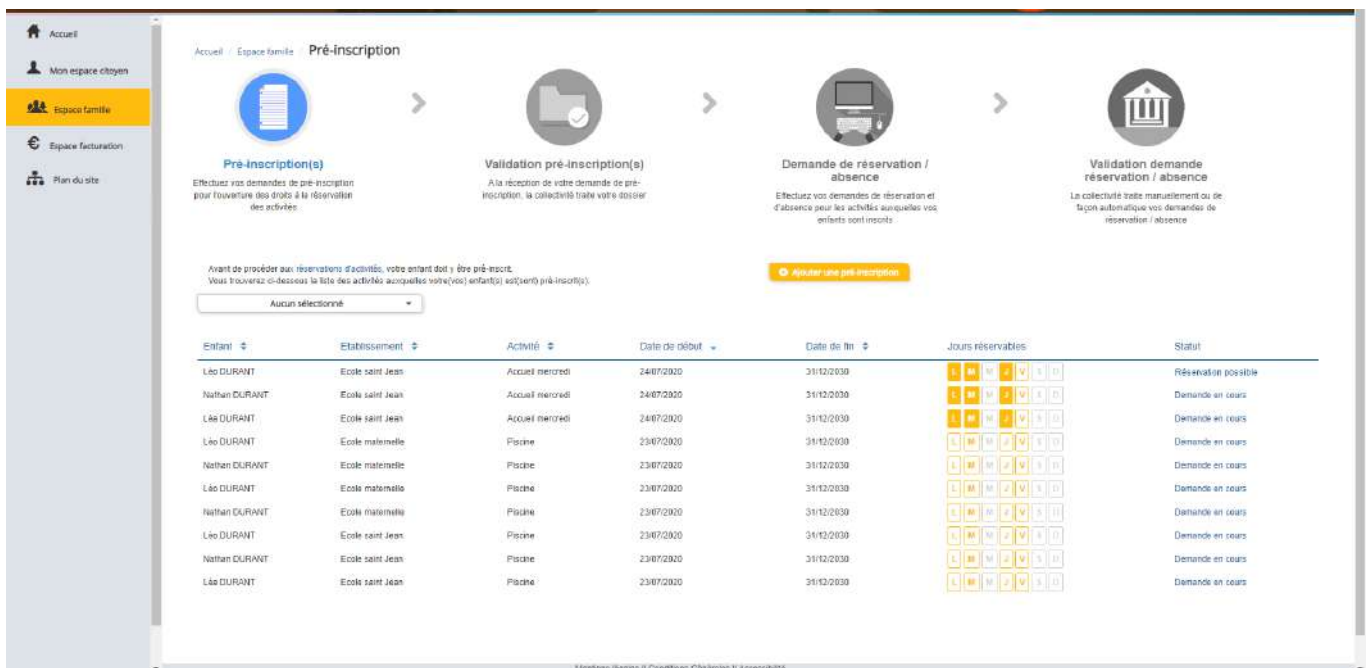 Accueil
Mon espace citoyen
Espace famille
Espace facturation
Plan du site
Accueil / Espace famille / Pré-inscription
Pré-inscription(s)
Effectuez vos demandes de pré-inscription
pour l'ouverture des droits à la réservation
des activités
Validation pré-inscription(s)
A la réception de votre demande de pré-
inscription, la collectivité traite votre dossier
Demande de réservation /
absence
Effectuez vos demandes de réservation et
d'absence pour les activités auxquelles vos
enfants sont inscrits
Validation demande
réservation / absence
La collectivité traite manuellement ou de
façon automatique vos demandes de
réservation / absence
Avant de procéder aux réservations d'activités, votre enfant doit y être pré-inscrit.
Vous trouverez ci-dessous la liste des activités auxquelles votre(vos) enfant(s) est(sont) pré-inscrit(s).
Ajouter une pré-inscription
Aucun sélectionné
Enfant Etablissement Activité Date de début Date de fin Jours réservables Statut
Léo DURANT Ecole saint Jean Accueil mercredi 24/07/2020 31/12/2030 L M M J V S D Réservation possible
Nathan DURANT Ecole saint Jean Accueil mercredi 24/07/2020 31/12/2030 L M M J V S D Demande en cours
Léa DURANT Ecole saint Jean Accueil mercredi 24/07/2020 31/12/2030 L M M J V S D Demande en cours
Léo DURANT Ecole maternelle Piscine 23/07/2020 31/12/2030 L M M J V S D Demande en cours
Nathan DURANT Ecole maternelle Piscine 23/07/2020 31/12/2030 L M M J V S D Demande en cours
Léo DURANT Ecole maternelle Piscine 23/07/2020 31/12/2030 L M M J V S D Demande en cours
Nathan DURANT Ecole maternelle Piscine 23/07/2020 31/12/2030 L M M J V S D Demande en cours
Léo DURANT Ecole saint Jean Piscine 23/07/2020 31/12/2030 L M M J V S D Demande en cours
Nathan DURANT Ecole saint Jean Piscine 23/07/2020 31/12/2030 L M M J V S D Demande en cours
Léa DURANT Ecole saint Jean Piscine 23/07/2020 31/12/2030 L M M J V S D Demande en cours